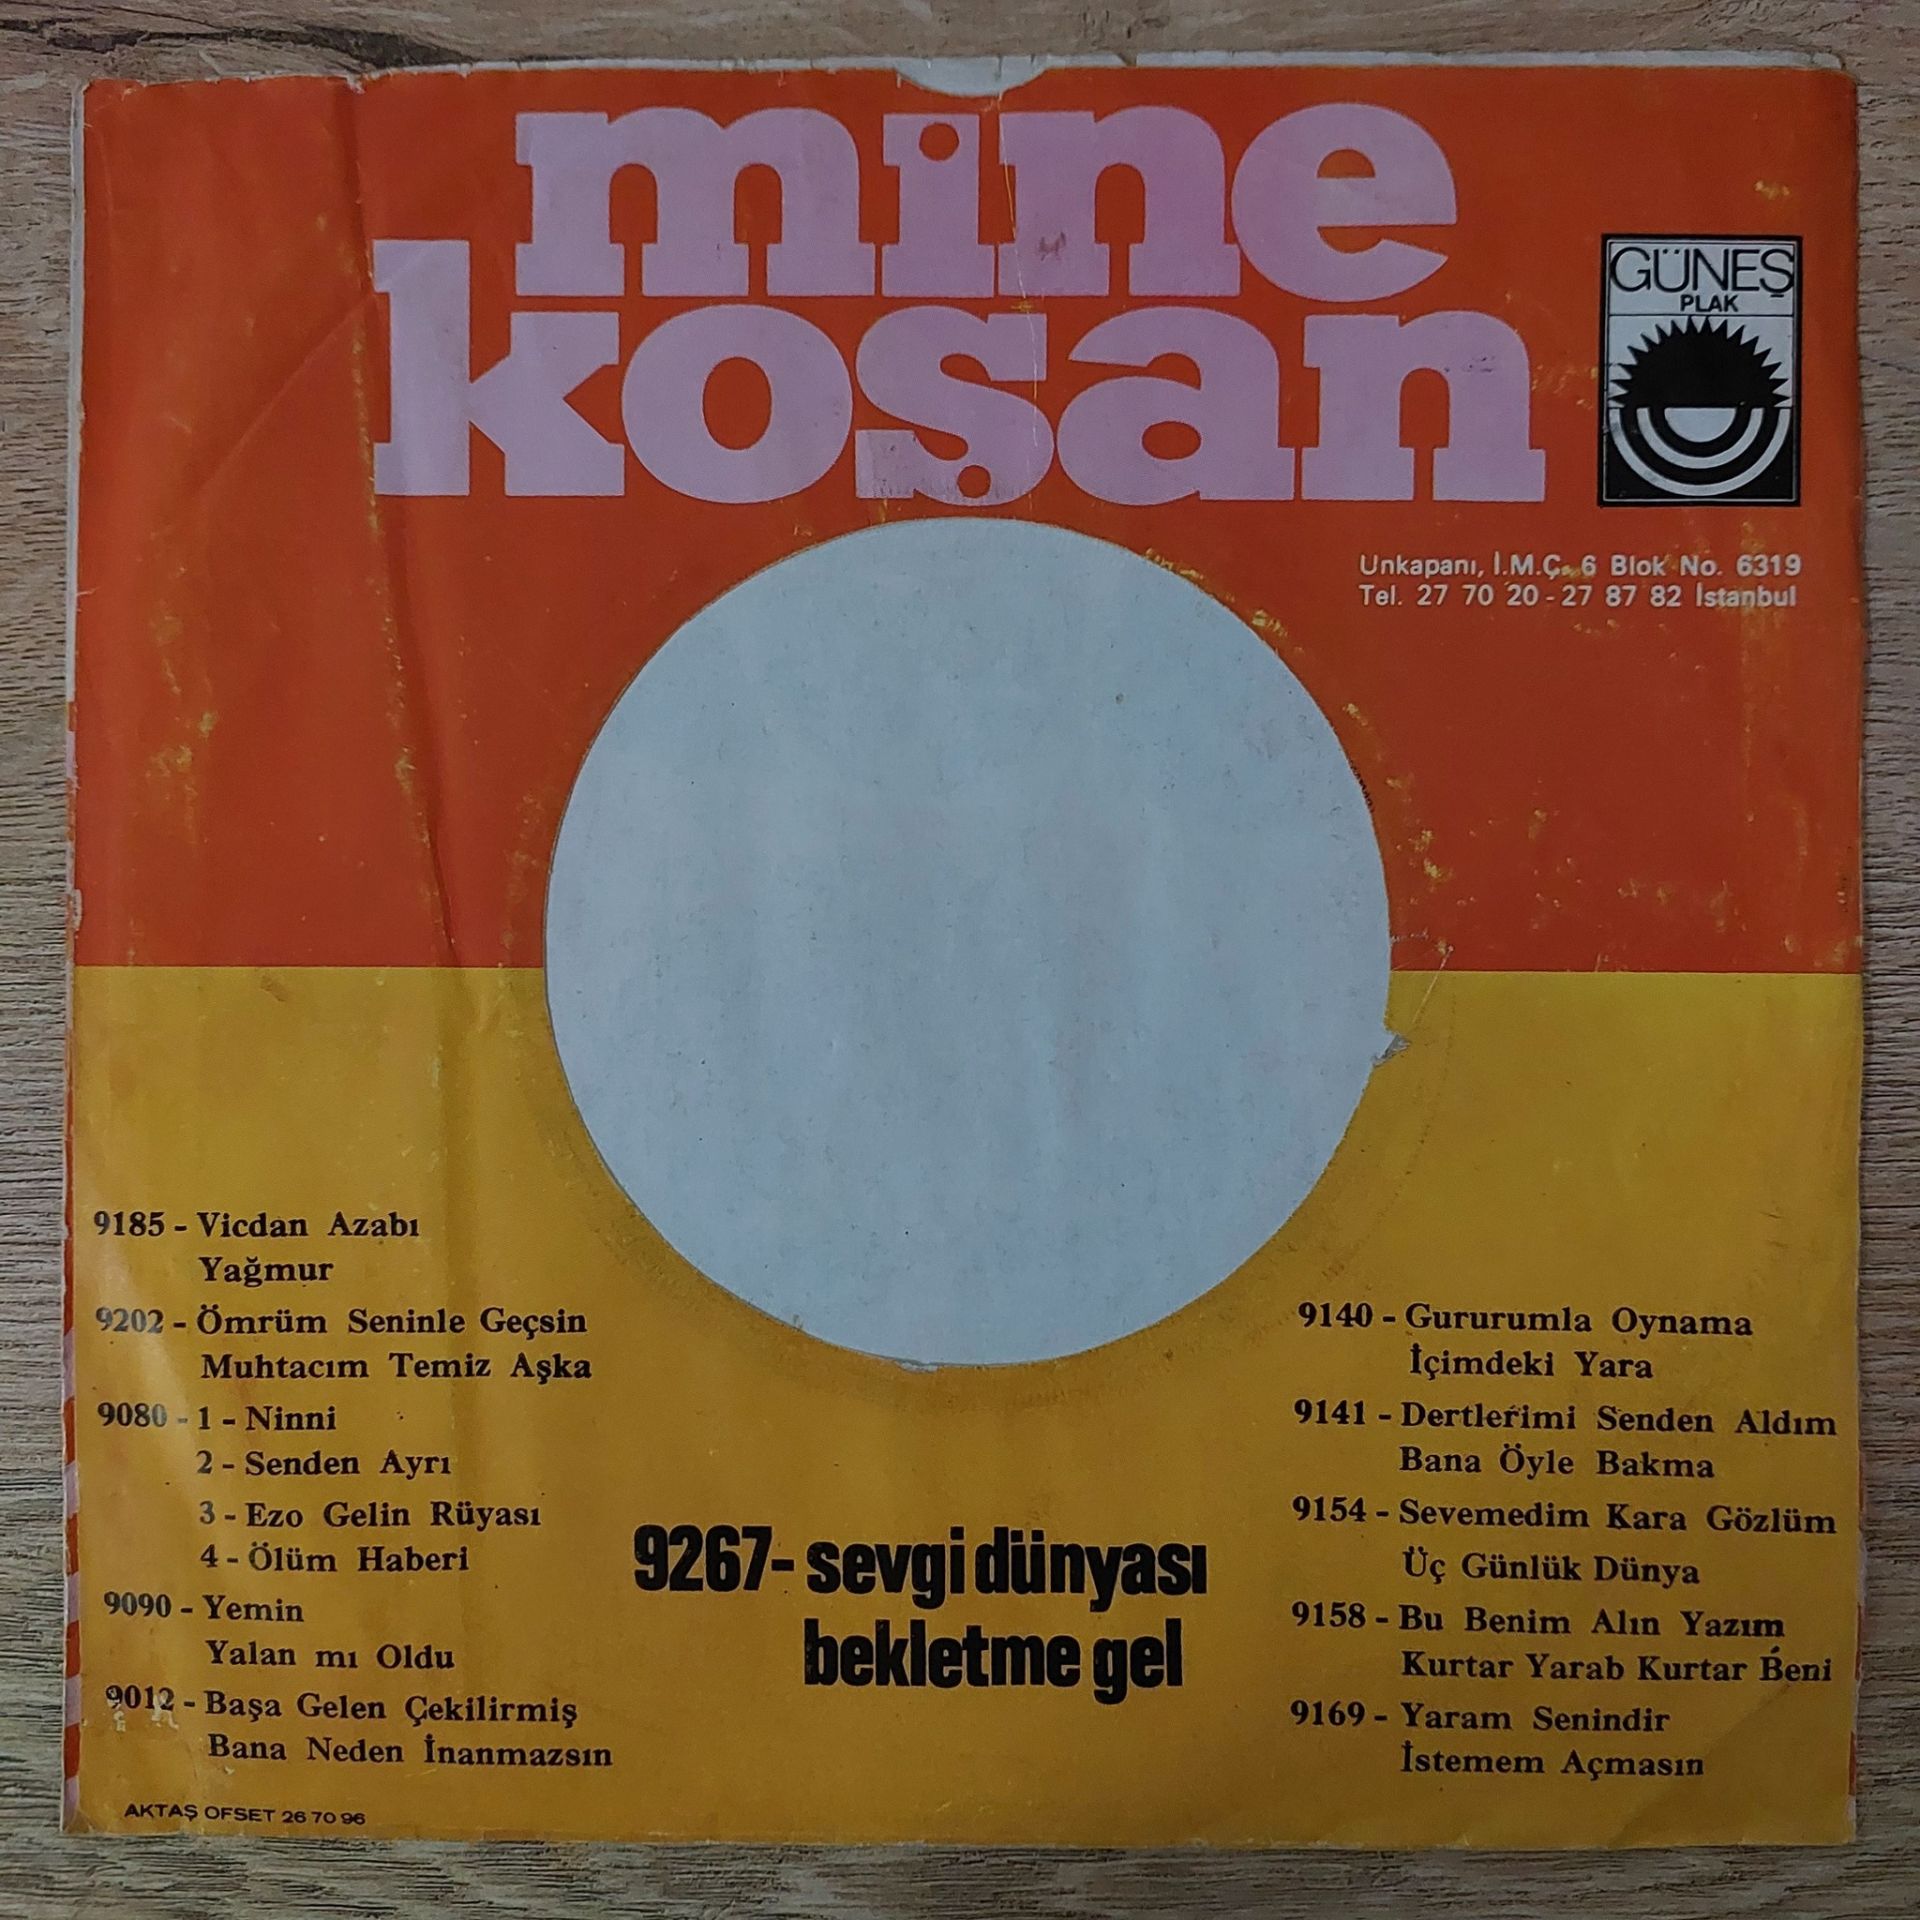 mine
koşan
GÜNEŞ
PLAK
Unkapanı, İ.M.Ç. 6 Blok No. 6319
Tel. 27 70 20 - 27 87 82 İstanbul
9185 - Vicdan Azabı
Yağmur
9202 - Ömrüm Seninle Geçsin
Muhtacım Temiz Aşka
9080 - 1 - Ninni
2 - Senden Ayrı
3 - Ezo Gelin Rüyası
4 - Ölüm Haberi
9090 - Yemin
Yalan mı Oldu
9012 - Başa Gelen Çekilirmiş
Bana Neden İnanmazsın
AKTAŞ OFSET 26 70 96
9267 - sevgi dünyası
bekletme gel
9140 - Gururumla Oynama
İçimdeki Yara
9141 - Dertlerimi Senden Aldım
Bana Öyle Bakma
9154 - Sevemedim Kara Gözlüm
Üç Günlük Dünya
9158 - Bu Benim Alın Yazım
Kurtar Yarab Kurtar Beni
9169 - Yaram Senindir
İstemem Açmasın